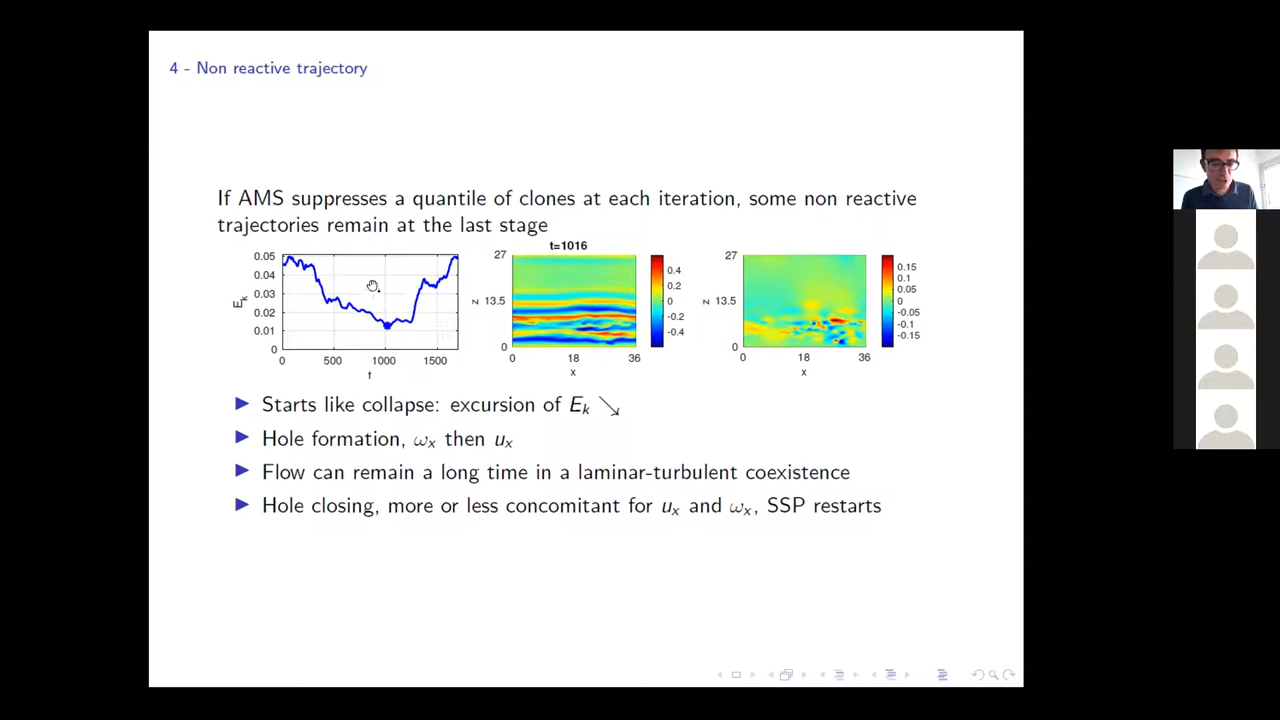 4 - Non reactive trajectory
If AMS suppresses a quantile of clones at each iteration, some non reactive
trajectories remain at the last stage
0.05
0.04
0.03
0.02
0.01
0
E_k
0 500 1000 1500
t
t=1016
27
13.5
0
z
0 18 36
x
0.4
0.2
0
-0.2
-0.4
27
13.5
0
z
0 18 36
x
0.15
0.1
0.05
0
-0.05
-0.1
-0.15
▶ Starts like collapse: excursion of E_k ↘
▶ Hole formation, ω_x then u_x
▶ Flow can remain a long time in a laminar-turbulent coexistence
▶ Hole closing, more or less concomitant for u_x and ω_x, SSP restarts